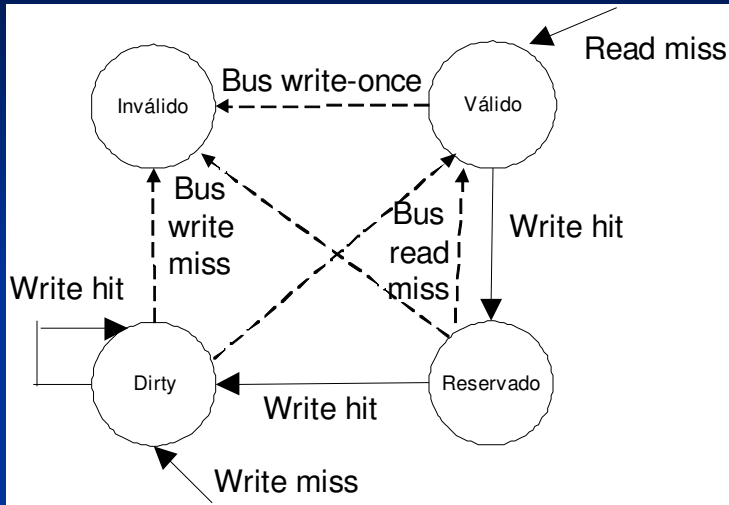 Read miss
Bus write-once
Inválido
Válido
Bus
write
miss
Bus
read
miss
Write hit
Write hit
Dirty
Reservado
Write hit
Write miss